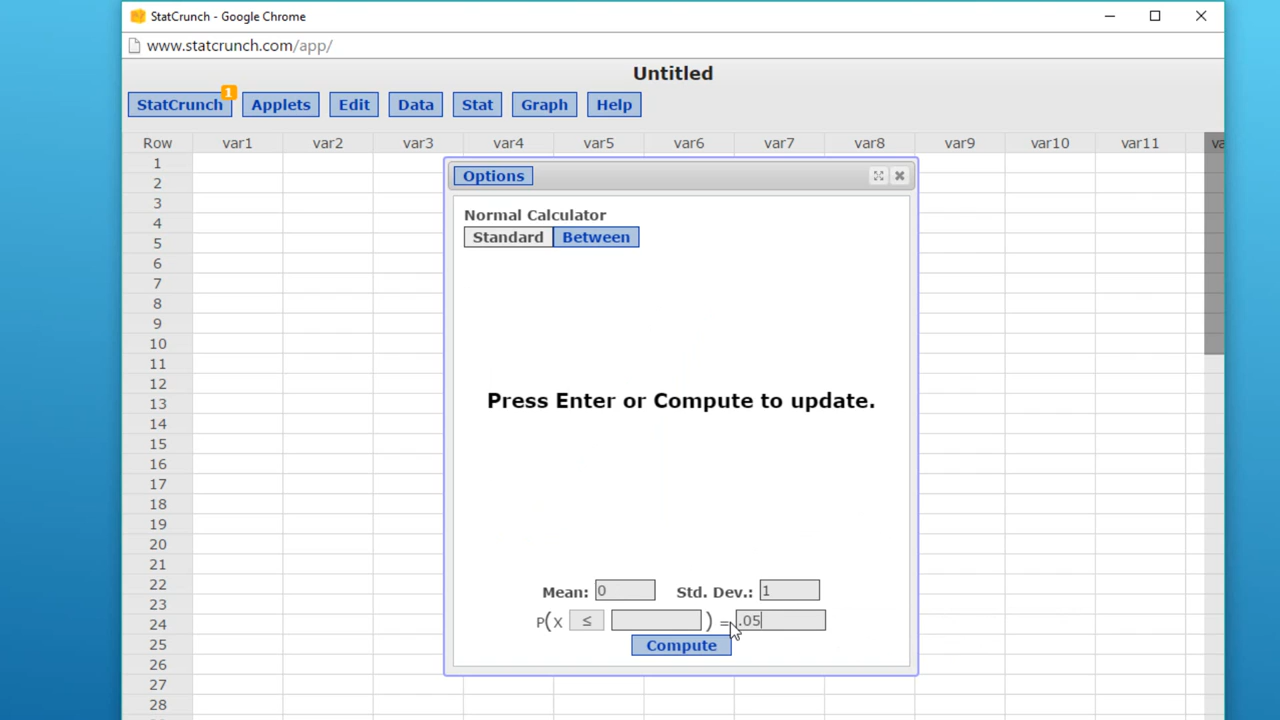 StatCrunch - Google Chrome
www.statcrunch.com/app/
Untitled
StatCrunch 1 Applets Edit Data Stat Graph Help
Row var1 var2 var3 var4 var5 var6 var7 var8 var9 var10 var11 va
1
2
3
4
5
6
7
8
9
10
11
12
13
14
15
16
17
18
19
20
21
22
23
24
25
26
27
28
Options
Normal Calculator
Standard Between
Press Enter or Compute to update.
Mean: 0 Std. Dev.: 1
P(X ≤ ) = .05
Compute